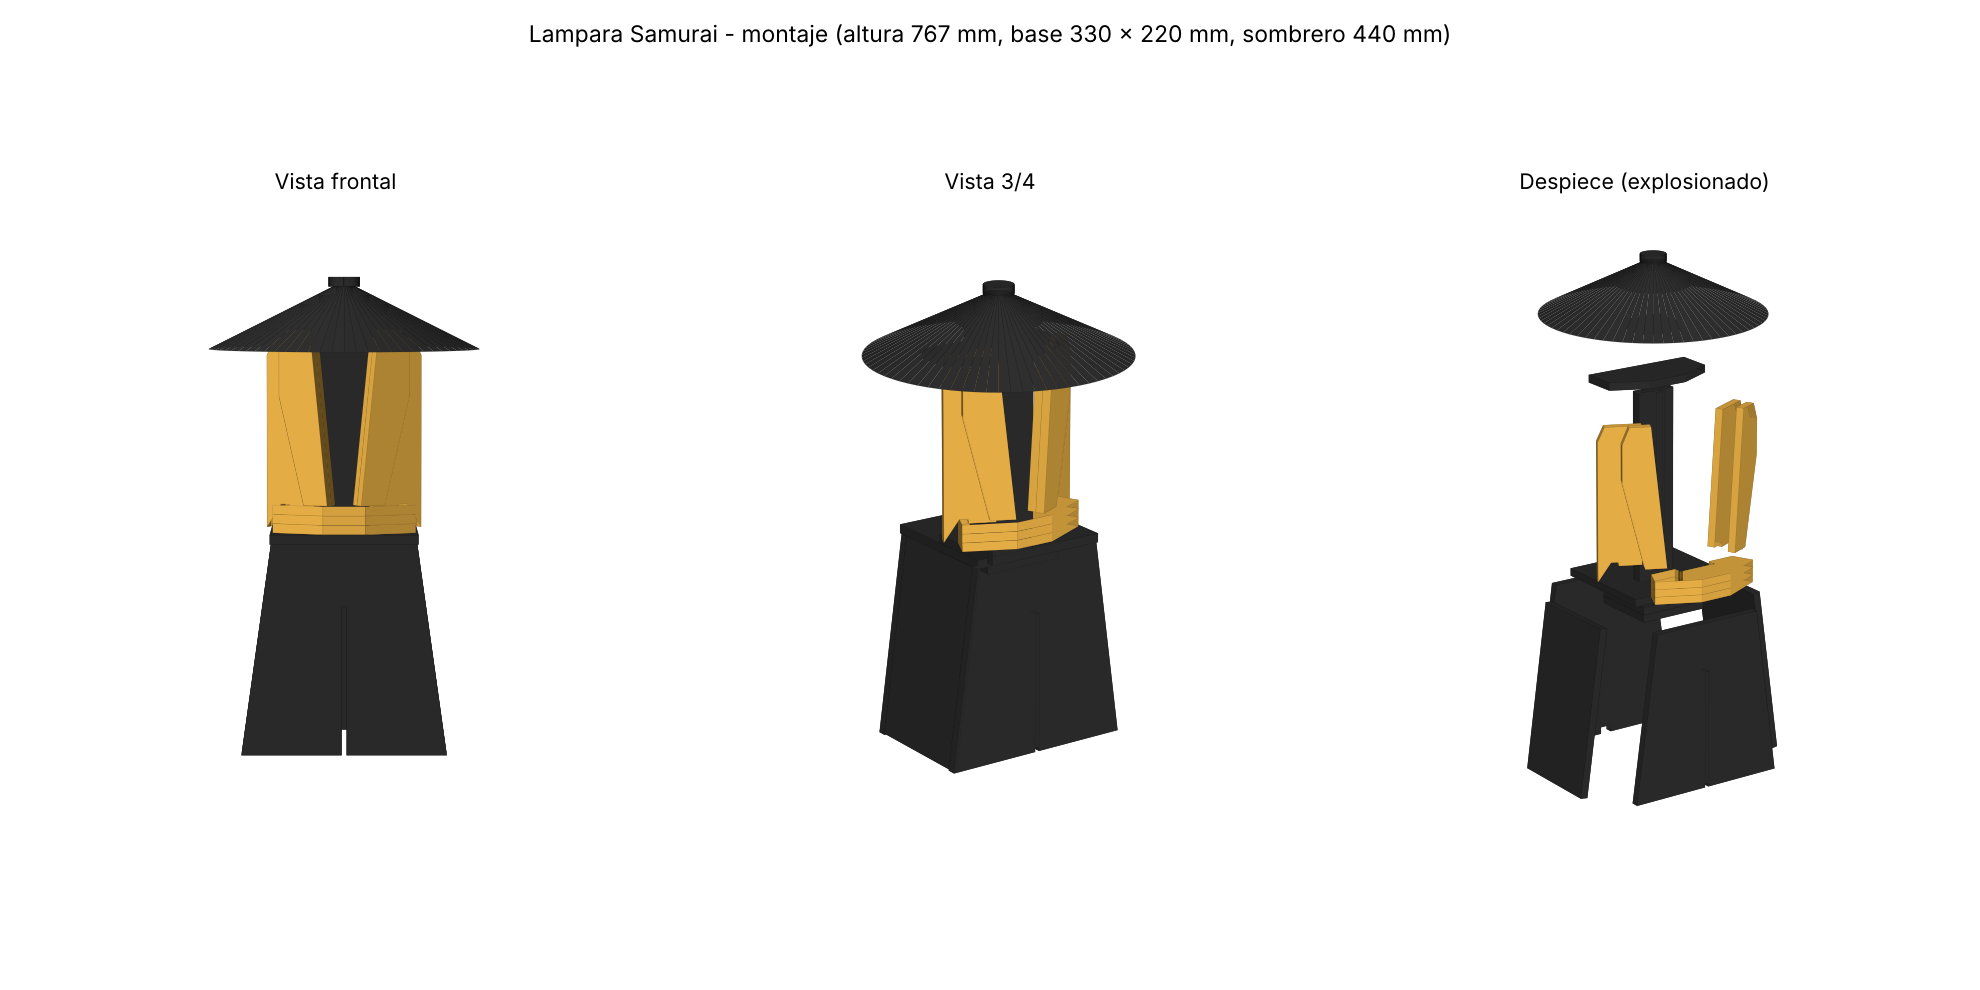 Lampara Samurai - montaje (altura 767 mm, base 330 × 220 mm, sombrero 440 mm)
Vista frontal
Vista 3/4
Despiece (explosionado)